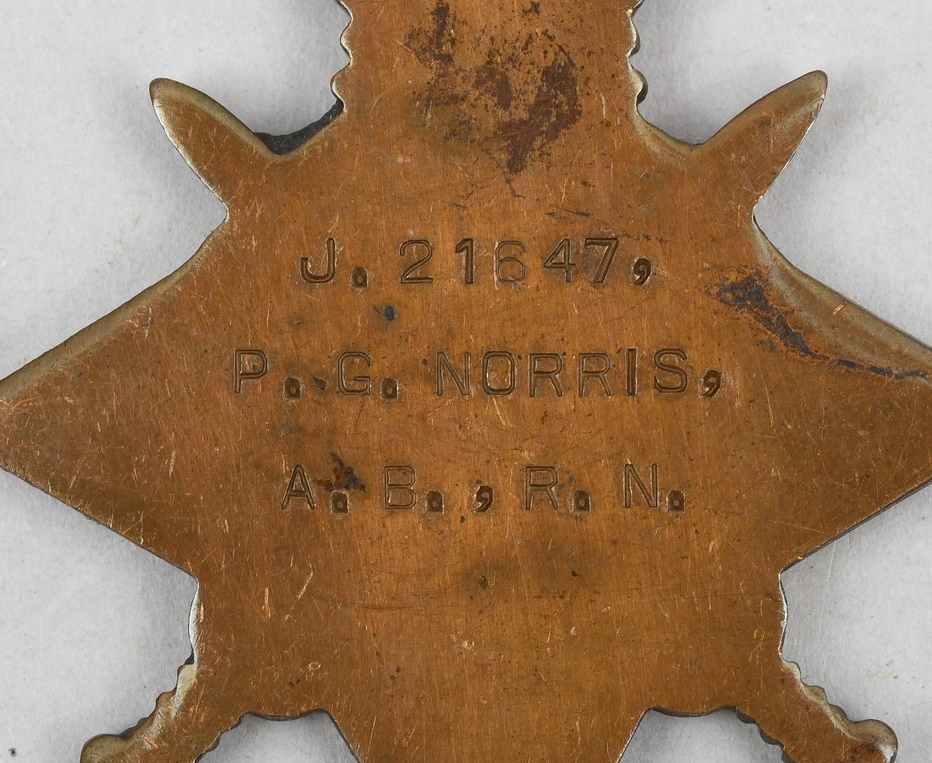 J. 21647,
P. G. NORRIS,
A. B. , R. N.